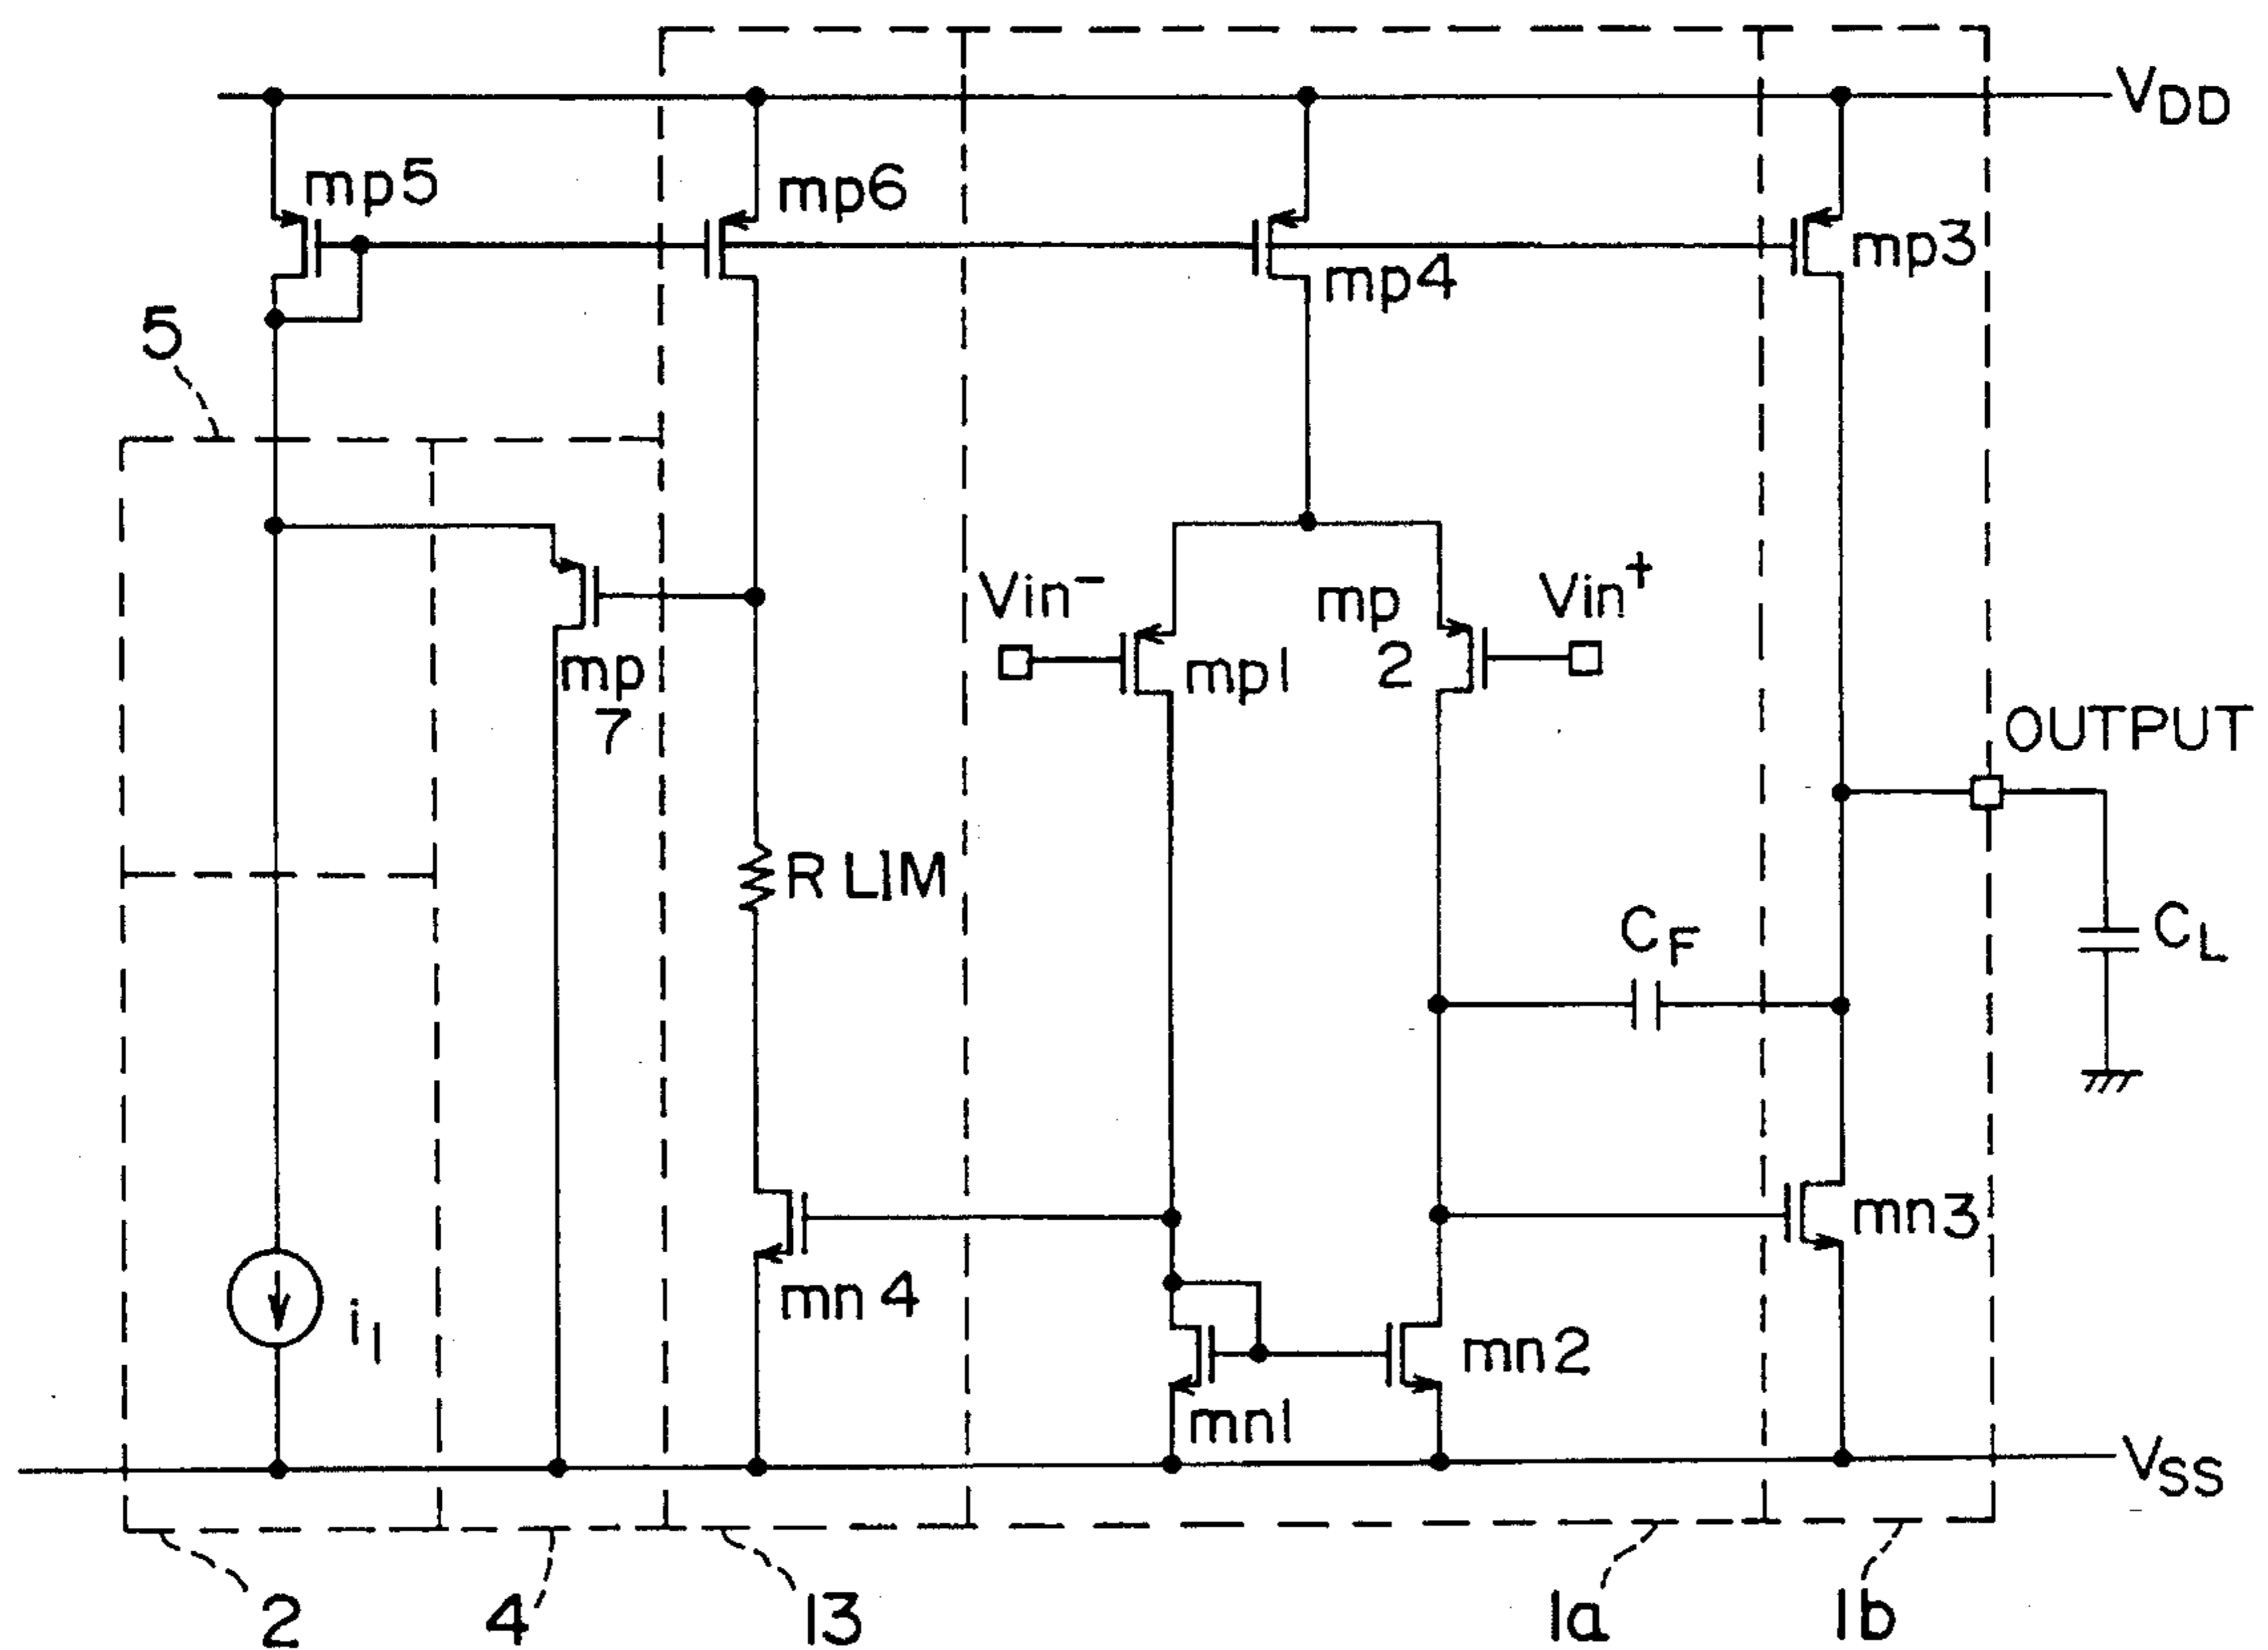 VDD
mp5
mp6
mp4
mp3
5
Vin−
mp
2
Vin+
mp1
mp
7
OUTPUT
R LIM
CF
CL
mn3
mn4
i1
mn2
mn1
VSS
2
4
13
1a
1b